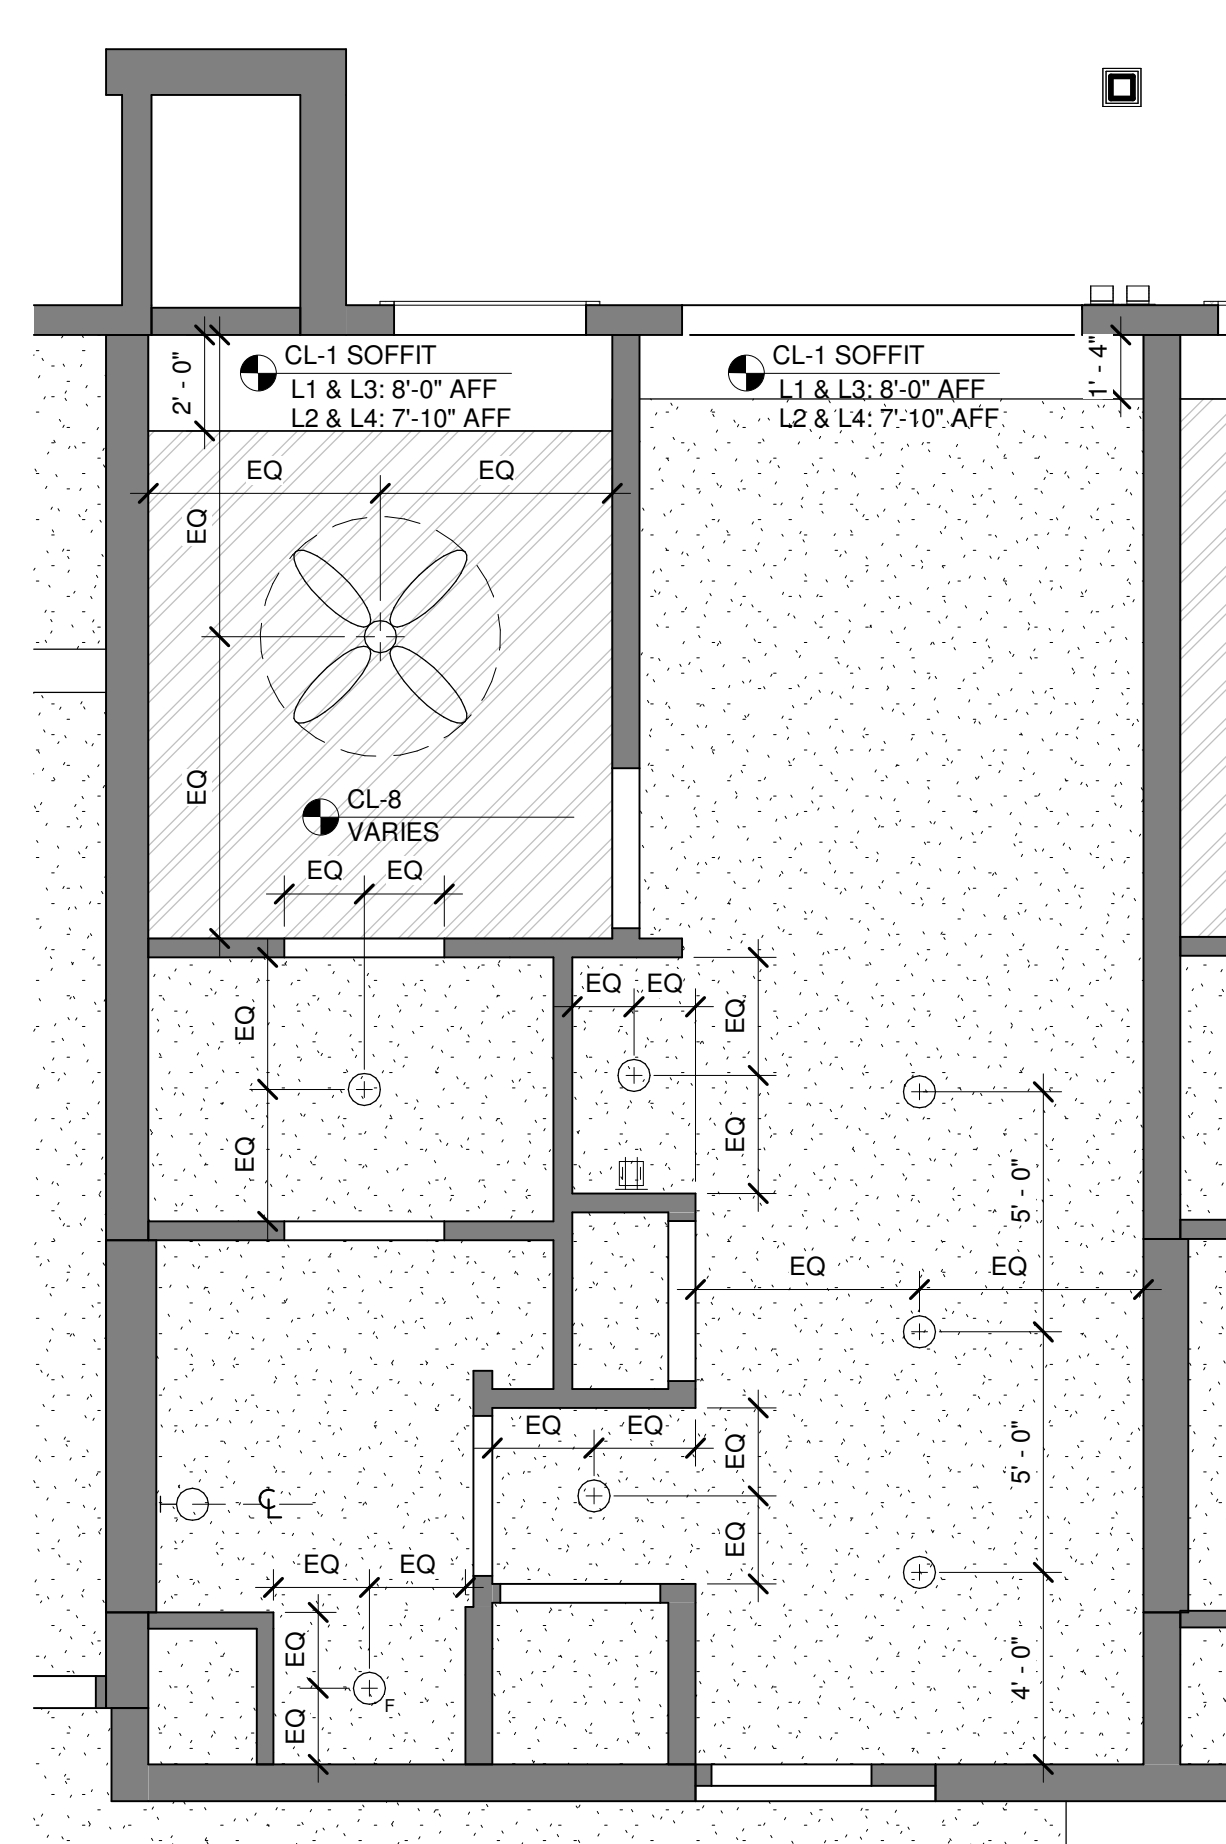 CL-1 SOFFIT
L1 & L3: 8'-0" AFF
L2 & L4: 7'-10" AFF
CL-1 SOFFIT
L1 & L3: 8'-0" AFF
L2 & L4: 7'-10" AFF
2' - 0"
1' - 4"
EQ
EQ
EQ
EQ
CL-8
VARIES
EQ
EQ
EQ
EQ
EQ
EQ
EQ
EQ
5' - 0"
EQ
EQ
EQ
EQ
EQ
EQ
5' - 0"
℄
EQ
EQ
EQ
EQ
F
4' - 0"